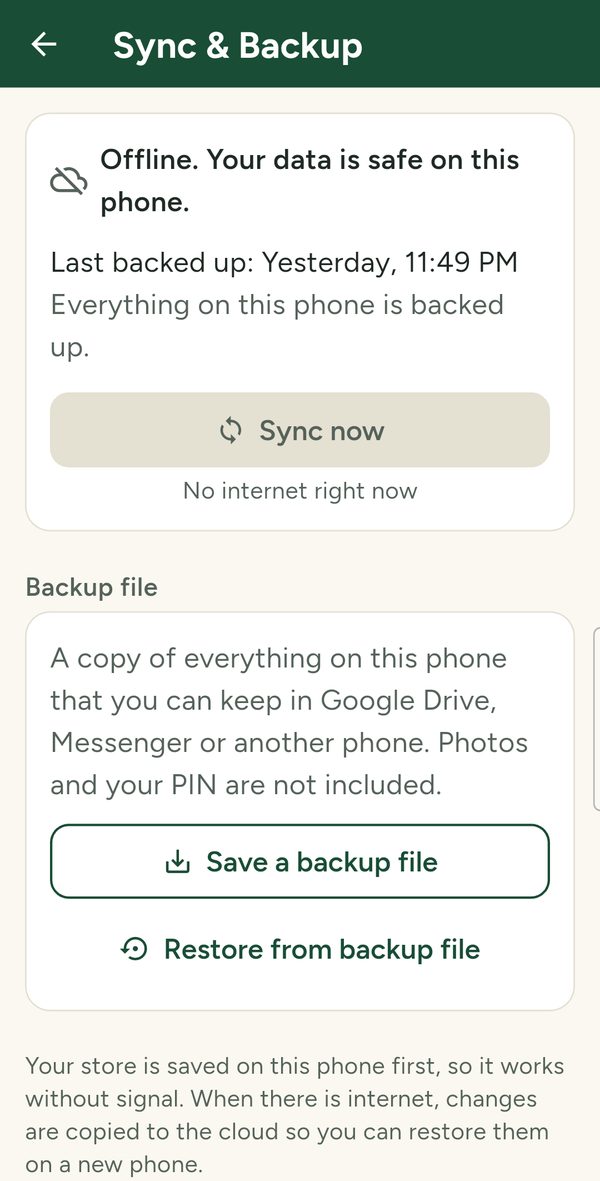 Sync & Backup
Offline. Your data is safe on this
phone.
Last backed up: Yesterday, 11:49 PM
Everything on this phone is backed
up.
Sync now
No internet right now
Backup file
A copy of everything on this phone
that you can keep in Google Drive,
Messenger or another phone. Photos
and your PIN are not included.
Save a backup file
Restore from backup file
Your store is saved on this phone first, so it works
without signal. When there is internet, changes
are copied to the cloud so you can restore them
on a new phone.